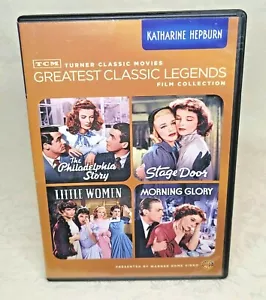 KATHARINE HEPBURN
TCM TURNER CLASSIC MOVIES
GREATEST CLASSIC LEGENDS
FILM COLLECTION
The
Philadelphia
Story
Stage Door
LITTLE WOMEN
MORNING GLORY
PRESENTED BY WARNER HOME VIDEO